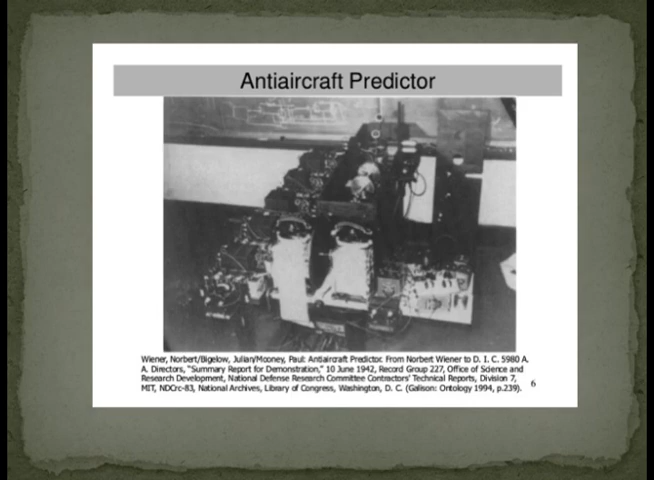 Antiaircraft Predictor
Wiener, Norbert/Bigelow, Julian/Mooney, Paul: Antiaircraft Predictor. From Norbert Wiener to D. I. C. 5980 A.
A. Directors, "Summary Report for Demonstration," 10 June 1942, Record Group 227, Office of Science and
Research Development, National Defense Research Committee Contractors' Technical Reports, Division 7,
MIT, NDCrc-83, National Archives, Library of Congress, Washington, D. C. (Galison: Ontology 1994, p.239).
6